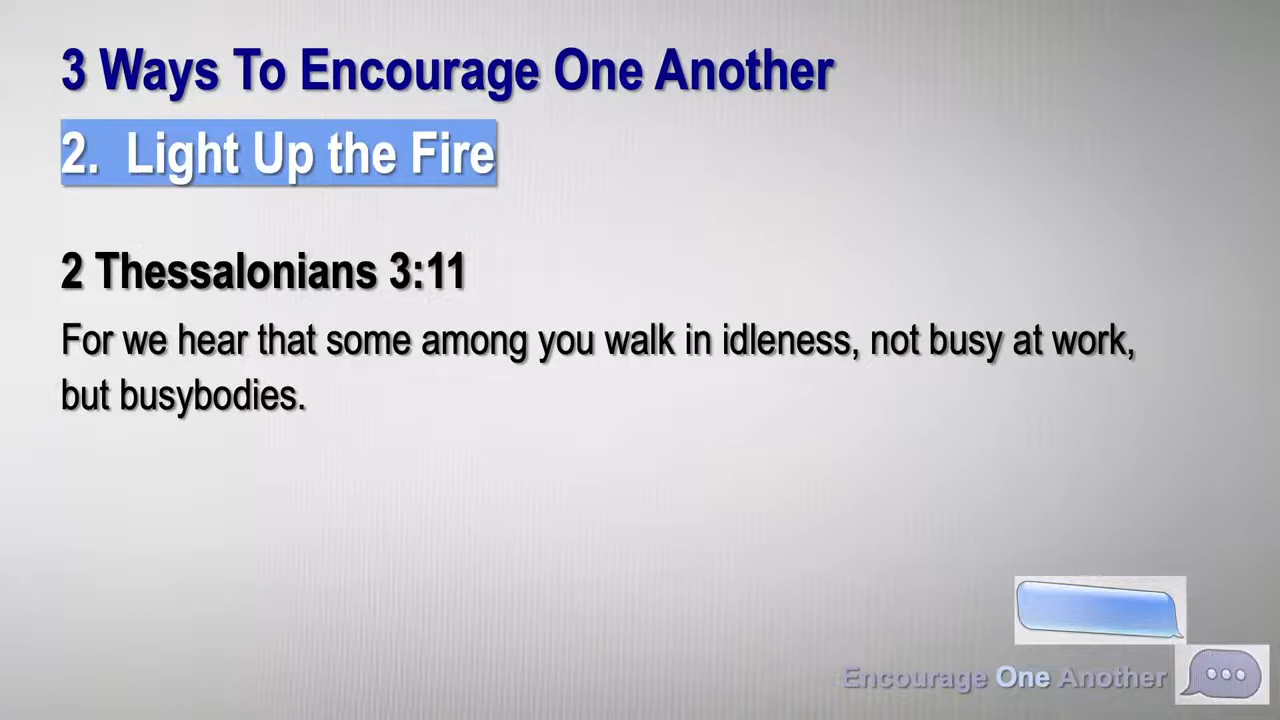 3 Ways To Encourage One Another
2. Light Up the Fire
2 Thessalonians 3:11
For we hear that some among you walk in idleness, not busy at work,
but busybodies.
Encourage One Another